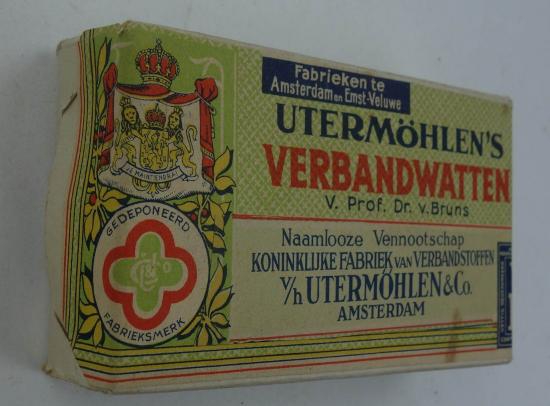 Fabrieken te
Amsterdam en Emst-Veluwe
UTERMÖHLEN'S
VERBANDWATTEN
V. Prof. Dr. v. Bruns
Naamlooze Vennootschap
KONINKLIJKE FABRIEK VAN VERBANDSTOFFEN
V/h UTERMÖHLEN & Co.
AMSTERDAM
JE MAINTIENDRAI
GEDEPONEERD
FABRIEKSMERK